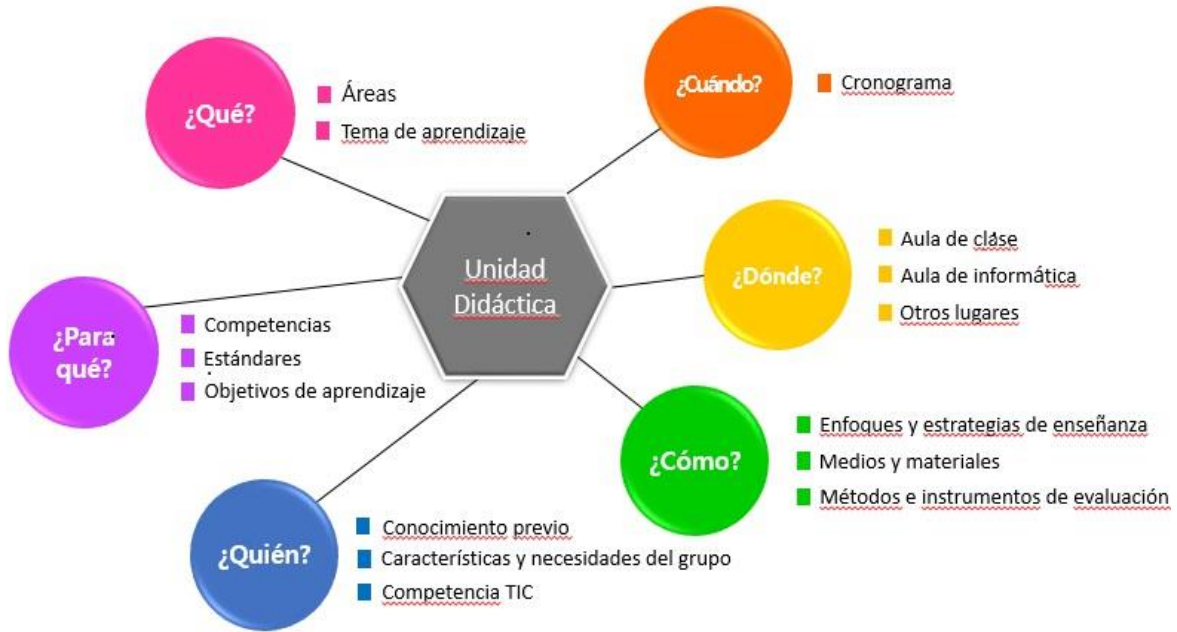 ¿Qué?
Áreas
Tema de aprendizaje
¿Cuándo?
Cronograma
Unidad
Didáctica
¿Dónde?
Aula de cláse
Aula de informática
Otros lugares
¿Para
qué?
Competencias
Estándares
Objetivos de aprendizaje
¿Cómo?
Enfoques y estrategias de enseñanza
Medios y materiales
Métodos e instrumentos de evaluación
¿Quién?
Conocimiento previo
Características y necesidades del grupo
Competencia TIC